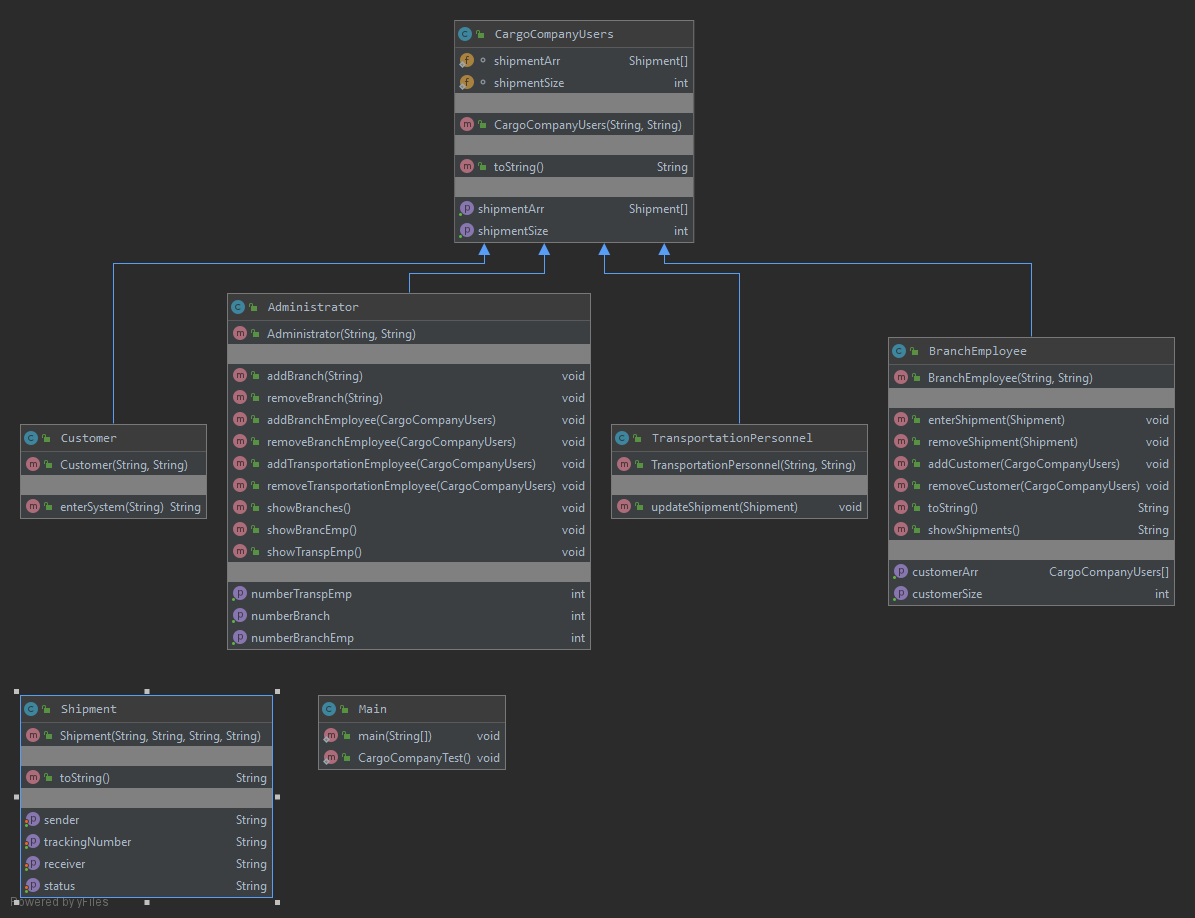 CargoCompanyUsers
shipmentArr Shipment[]
shipmentSize int
CargoCompanyUsers(String, String)
toString() String
shipmentArr Shipment[]
shipmentSize int
Administrator
Administrator(String, String)
addBranch(String) void
removeBranch(String) void
addBranchEmployee(CargoCompanyUsers) void
removeBranchEmployee(CargoCompanyUsers) void
addTransportationEmployee(CargoCompanyUsers) void
removeTransportationEmployee(CargoCompanyUsers) void
showBranches() void
showBrancEmp() void
showTranspEmp() void
numberTranspEmp int
numberBranch int
numberBranchEmp int
BranchEmployee
BranchEmployee(String, String)
enterShipment(Shipment) void
removeShipment(Shipment) void
addCustomer(CargoCompanyUsers) void
removeCustomer(CargoCompanyUsers) void
toString() String
showShipments() String
customerArr CargoCompanyUsers[]
customerSize int
Customer
Customer(String, String)
enterSystem(String) String
TransportationPersonnel
TransportationPersonnel(String, String)
updateShipment(Shipment) void
Shipment
Shipment(String, String, String, String)
toString() String
sender String
trackingNumber String
receiver String
status String
Main
main(String[]) void
CargoCompanyTest() void
Powered by yFiles